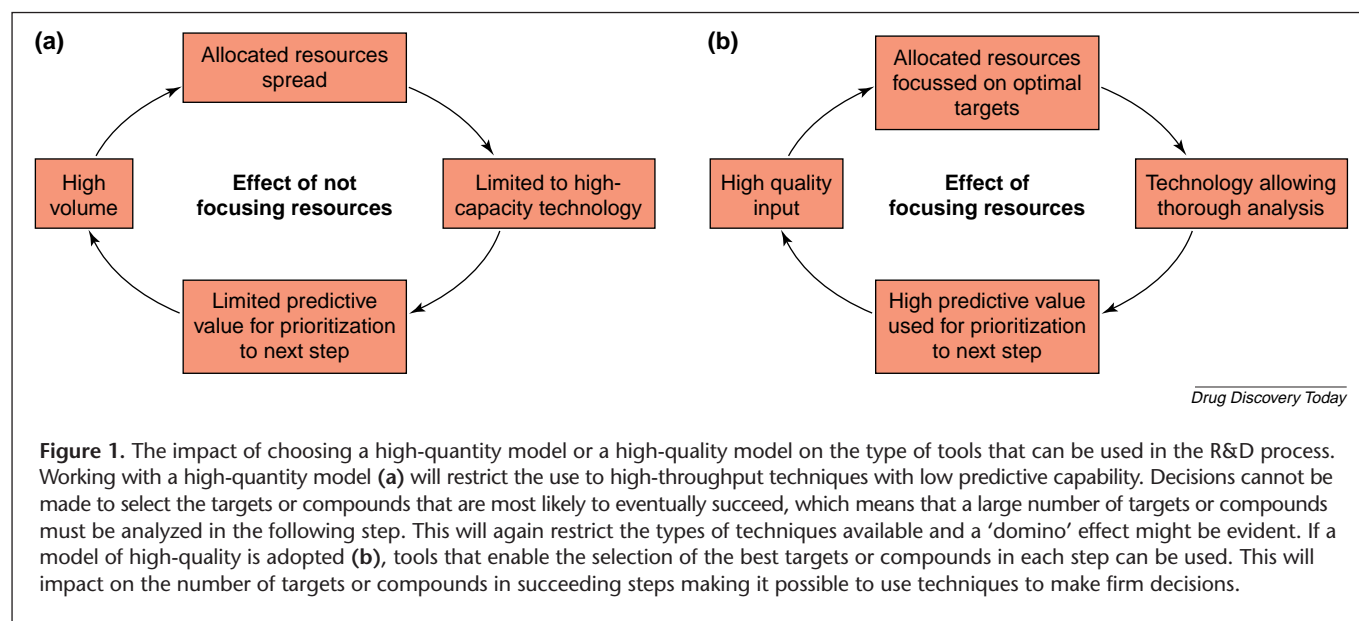 (a)
Allocated resources
spread
High
volume
Effect of not
focusing resources
Limited to high-
capacity technology
Limited predictive
value for prioritization
to next step
(b)
Allocated resources
focussed on optimal
targets
High quality
input
Effect of
focusing resources
Technology allowing
thorough analysis
High predictive value
used for prioritization
to next step
Drug Discovery Today
Figure 1. The impact of choosing a high-quantity model or a high-quality model on the type of tools that can be used in the R&D process.
Working with a high-quantity model (a) will restrict the use to high-throughput techniques with low predictive capability. Decisions cannot be
made to select the targets or compounds that are most likely to eventually succeed, which means that a large number of targets or compounds
must be analyzed in the following step. This will again restrict the types of techniques available and a ‘domino’ effect might be evident. If a
model of high-quality is adopted (b), tools that enable the selection of the best targets or compounds in each step can be used. This will
impact on the number of targets or compounds in succeeding steps making it possible to use techniques to make firm decisions.